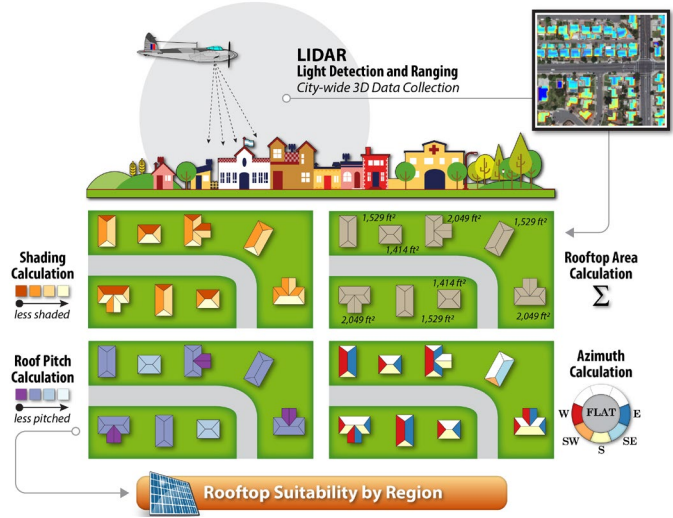 LIDAR
Light Detection and Ranging
City-wide 3D Data Collection
Shading
Calculation
less shaded
1,529 ft²
2,049 ft²
1,529 ft²
1,414 ft²
1,414 ft²
2,049 ft²
1,529 ft²
2,049 ft²
Rooftop Area
Calculation
Σ
Roof Pitch
Calculation
less pitched
Azimuth
Calculation
W
FLAT
E
SW
SE
S
Rooftop Suitability by Region